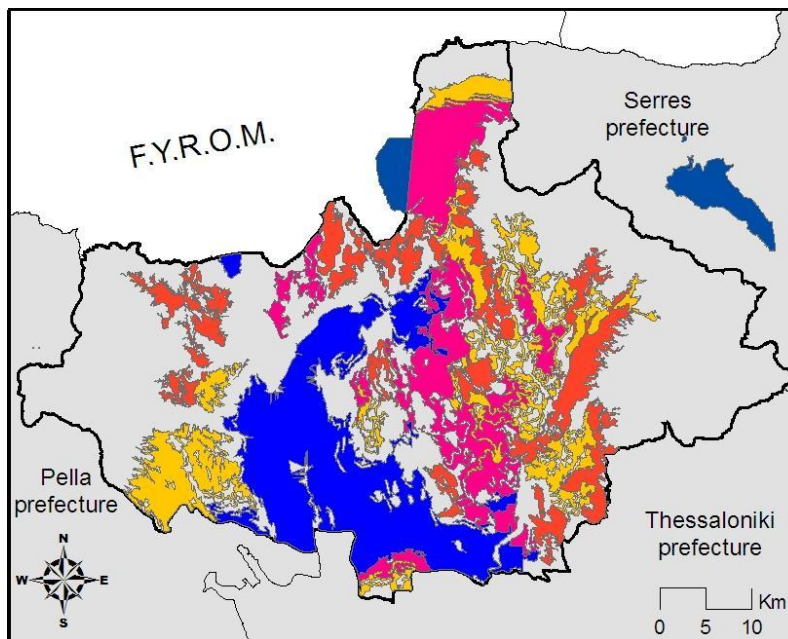 F.Y.R.O.M.
Serres
prefecture
Pella
prefecture
Thessaloniki
prefecture
N
W
E
S
Km
0 5 10